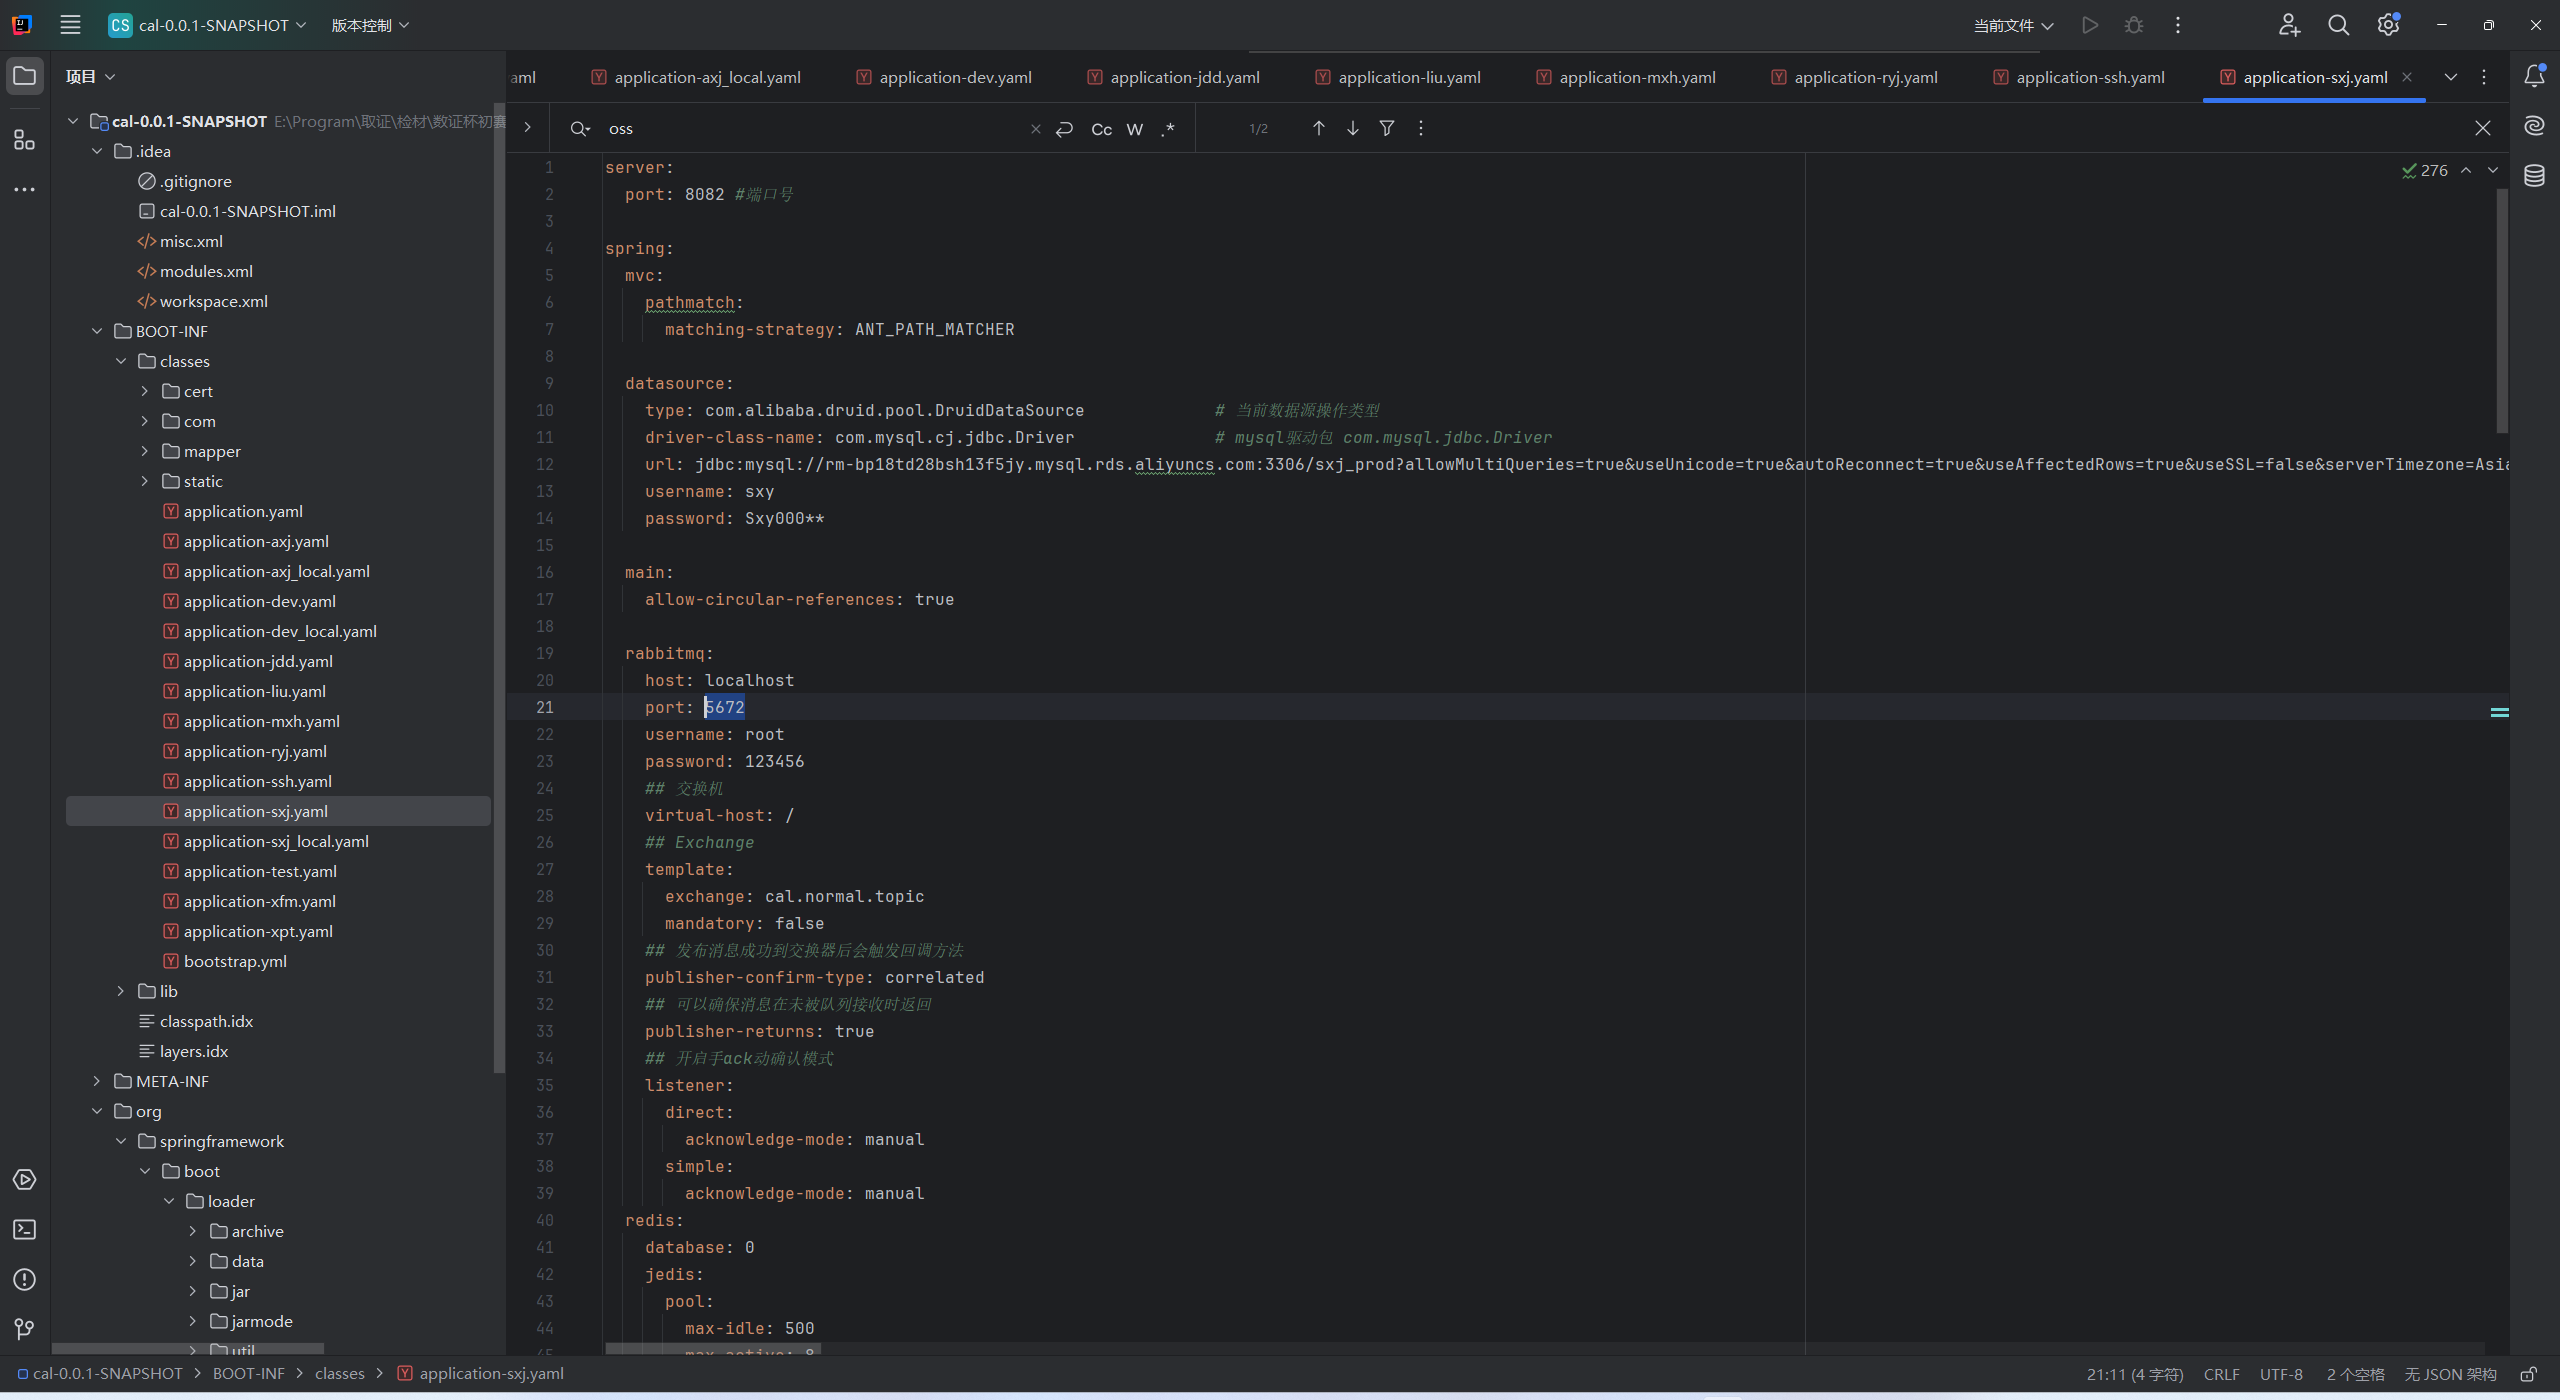 CS cal-0.0.1-SNAPSHOT 版本控制 当前文件
项目
cal-0.0.1-SNAPSHOT E:\Program\取证\检材\数证杯初赛
.idea
.gitignore
cal-0.0.1-SNAPSHOT.iml
misc.xml
modules.xml
workspace.xml
BOOT-INF
classes
cert
com
mapper
static
application.yaml
application-axj.yaml
application-axj_local.yaml
application-dev.yaml
application-dev_local.yaml
application-jdd.yaml
application-liu.yaml
application-mxh.yaml
application-ryj.yaml
application-ssh.yaml
application-sxj.yaml
application-sxj_local.yaml
application-test.yaml
application-xfm.yaml
application-xpt.yaml
bootstrap.yml
lib
classpath.idx
layers.idx
META-INF
org
springframework
boot
loader
archive
data
jar
jarmode
util
aml application-axj_local.yaml application-dev.yaml application-jdd.yaml application-liu.yaml application-mxh.yaml application-ryj.yaml application-ssh.yaml application-sxj.yaml
oss Cc W .* 1/2
276
1 server:
2 port: 8082 #端口号
3
4 spring:
5 mvc:
6 pathmatch:
7 matching-strategy: ANT_PATH_MATCHER
8
9 datasource:
10 type: com.alibaba.druid.pool.DruidDataSource # 当前数据源操作类型
11 driver-class-name: com.mysql.cj.jdbc.Driver # mysql驱动包 com.mysql.jdbc.Driver
12 url: jdbc:mysql://rm-bp18td28bsh13f5jy.mysql.rds.aliyuncs.com:3306/sxj_prod?allowMultiQueries=true&useUnicode=true&autoReconnect=true&useAffectedRows=true&useSSL=false&serverTimezone=Asia
13 username: sxy
14 password: Sxy000**
15
16 main:
17 allow-circular-references: true
18
19 rabbitmq:
20 host: localhost
21 port: 5672
22 username: root
23 password: 123456
24 ## 交换机
25 virtual-host: /
26 ## Exchange
27 template:
28 exchange: cal.normal.topic
29 mandatory: false
30 ## 发布消息成功到交换器后会触发回调方法
31 publisher-confirm-type: correlated
32 ## 可以确保消息在未被队列接收时返回
33 publisher-returns: true
34 ## 开启手ack动确认模式
35 listener:
36 direct:
37 acknowledge-mode: manual
38 simple:
39 acknowledge-mode: manual
40 redis:
41 database: 0
42 jedis:
43 pool:
44 max-idle: 500
45 max-active: 8
cal-0.0.1-SNAPSHOT > BOOT-INF > classes > application-sxj.yaml 21:11 (4 字符) CRLF UTF-8 2 个空格 无 JSON 架构